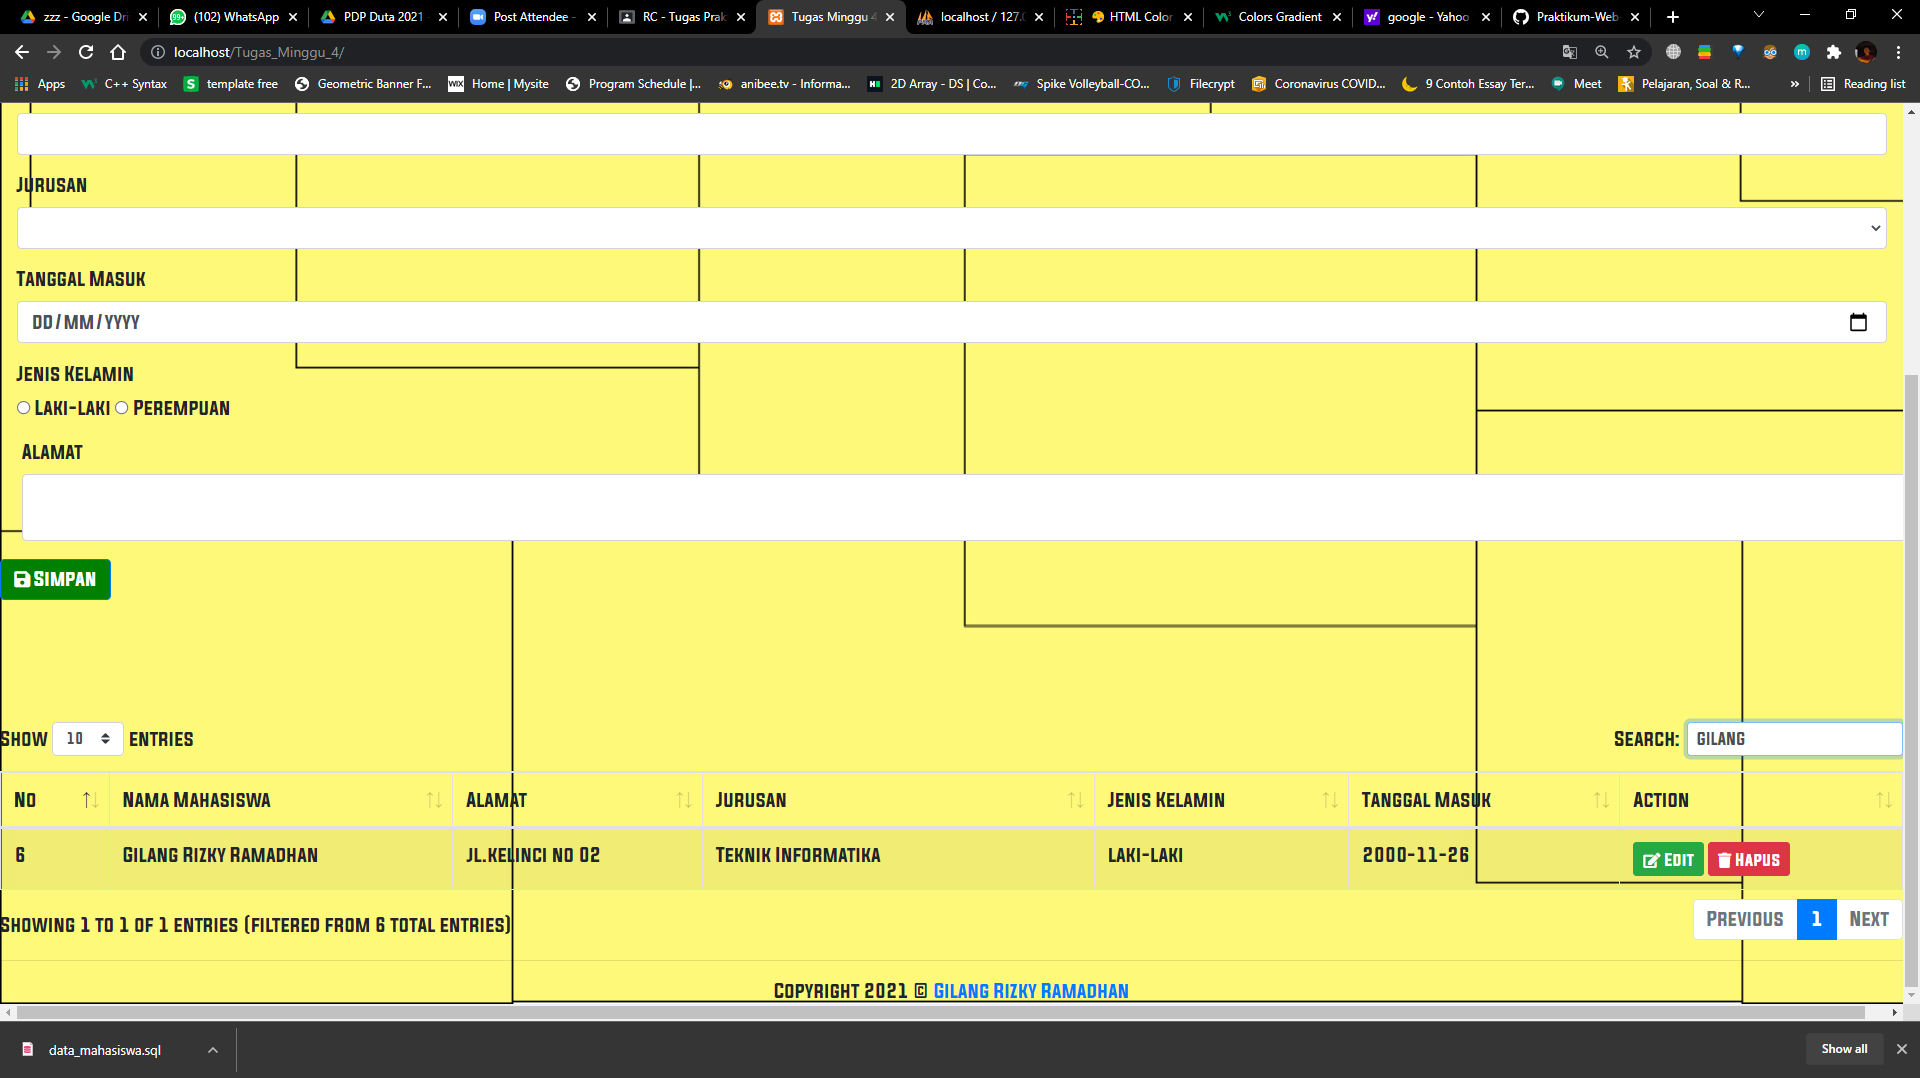 zzz - Google Dri
(102) WhatsApp
PDP Duta 2021
Post Attendee -
RC - Tugas Prak
Tugas Minggu 4
localhost / 127.0
HTML Color
Colors Gradient
google - Yahoo
Praktikum-Web
localhost/Tugas_Minggu_4/
Apps
C++ Syntax
template free
Geometric Banner F...
Home | Mysite
Program Schedule |...
anibee.tv - Informa...
2D Array - DS | Co...
Spike Volleyball-CO...
Filecrypt
Coronavirus COVID...
9 Contoh Essay Ter...
Meet
Pelajaran, Soal & R...
»
Reading list
Jurusan
Tanggal Masuk
DD/MM/YYYY
Jenis Kelamin
Laki-laki Perempuan
Alamat
Simpan
Show 10 entries
Search: GILANG
No Nama Mahasiswa Alamat Jurusan Jenis Kelamin Tanggal Masuk Action
6 Gilang Rizky Ramadhan jl.kelinci no 02 Teknik Informatika Laki-laki 2000-11-26 Edit Hapus
Showing 1 to 1 of 1 entries (filtered from 6 total entries)
Previous 1 Next
Copyright 2021 © Gilang Rizky Ramadhan
data_mahasiswa.sql
Show all